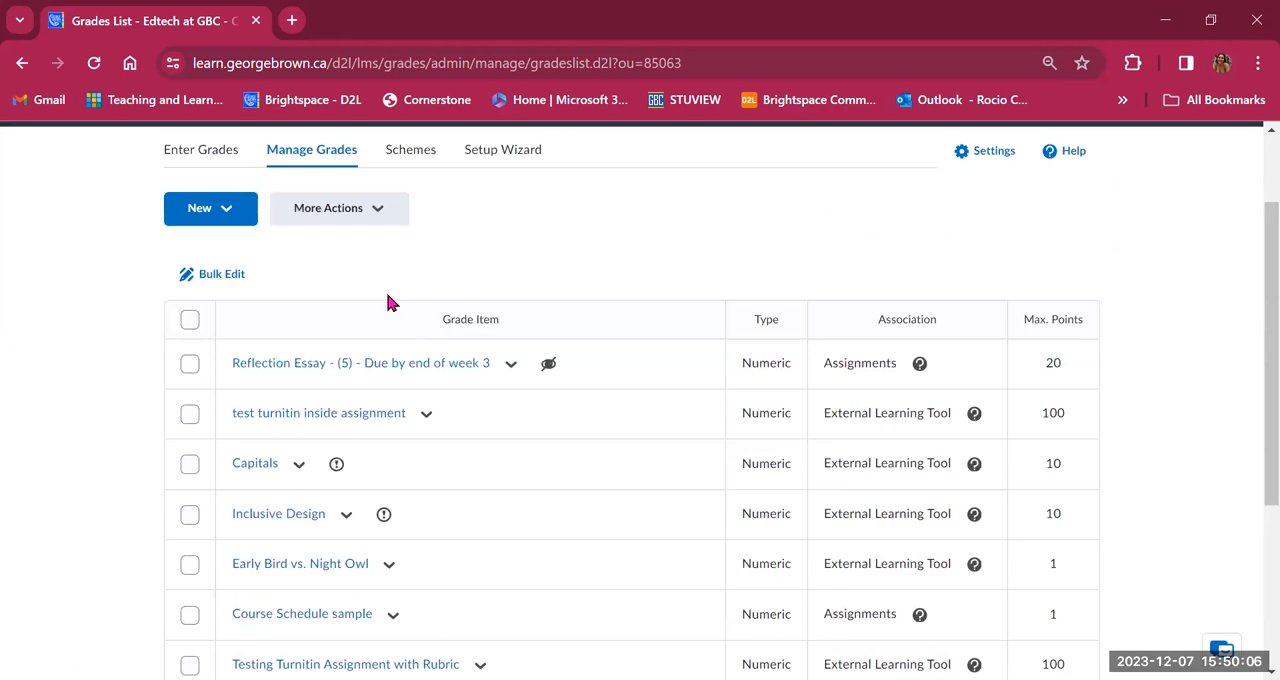 Grades List - Edtech at GBC - C
learn.georgebrown.ca/d2l/lms/grades/admin/manage/gradeslist.d2l?ou=85063
Gmail Teaching and Learn... Brightspace - D2L Cornerstone Home | Microsoft 3... GBC STUVIEW D2L Brightspace Comm... Outlook - Rocio C... » All Bookmarks
Enter Grades Manage Grades Schemes Setup Wizard Settings Help
New More Actions
Bulk Edit
Grade Item Type Association Max. Points
Reflection Essay - (5) - Due by end of week 3 Numeric Assignments 20
test turnitin inside assignment Numeric External Learning Tool 100
Capitals Numeric External Learning Tool 10
Inclusive Design Numeric External Learning Tool 10
Early Bird vs. Night Owl Numeric External Learning Tool 1
Course Schedule sample Numeric Assignments 1
Testing Turnitin Assignment with Rubric Numeric External Learning Tool 100
2023-12-07 15:50:06